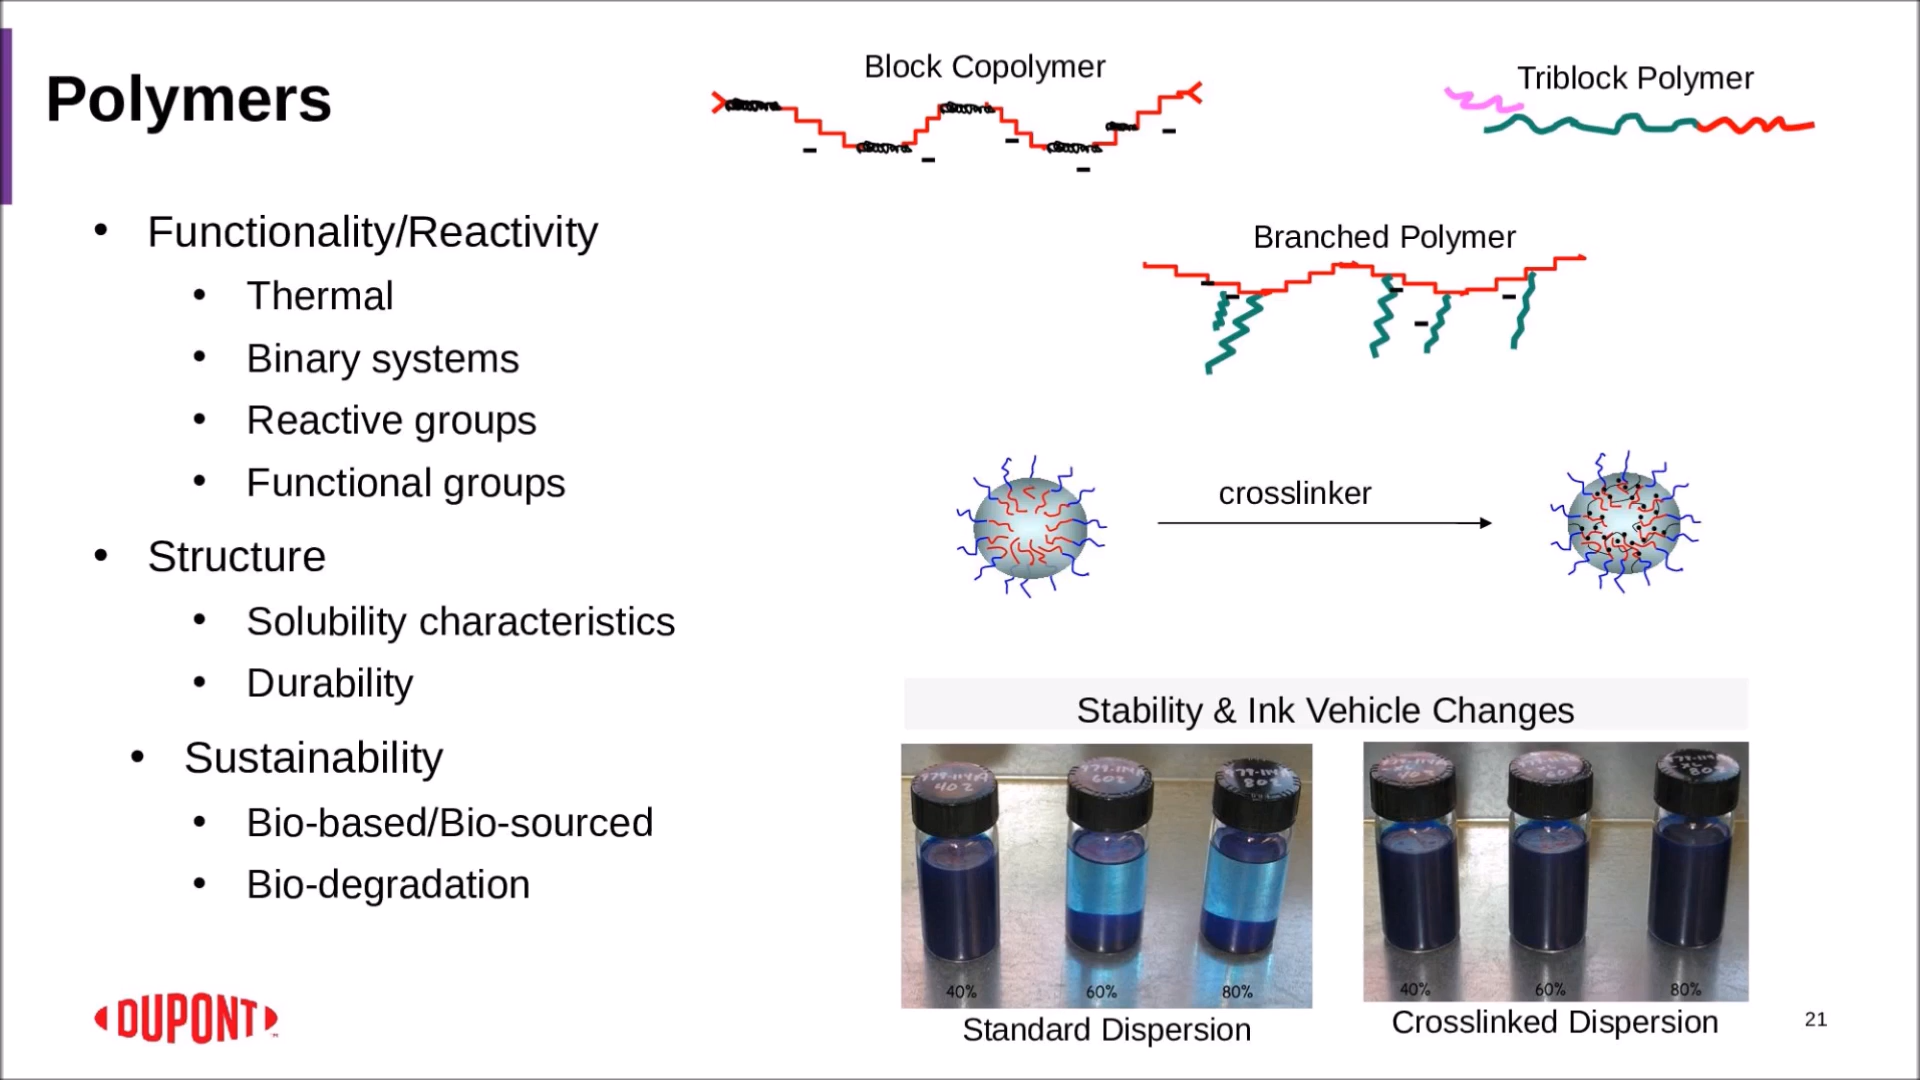 Polymers
Block Copolymer
Triblock Polymer
Branched Polymer
• Functionality/Reactivity
• Thermal
• Binary systems
• Reactive groups
• Functional groups
• Structure
• Solubility characteristics
• Durability
• Sustainability
• Bio-based/Bio-sourced
• Bio-degradation
crosslinker
Stability & Ink Vehicle Changes
40% 60% 80%
Standard Dispersion
40% 60% 80%
Crosslinked Dispersion
DUPONT
21